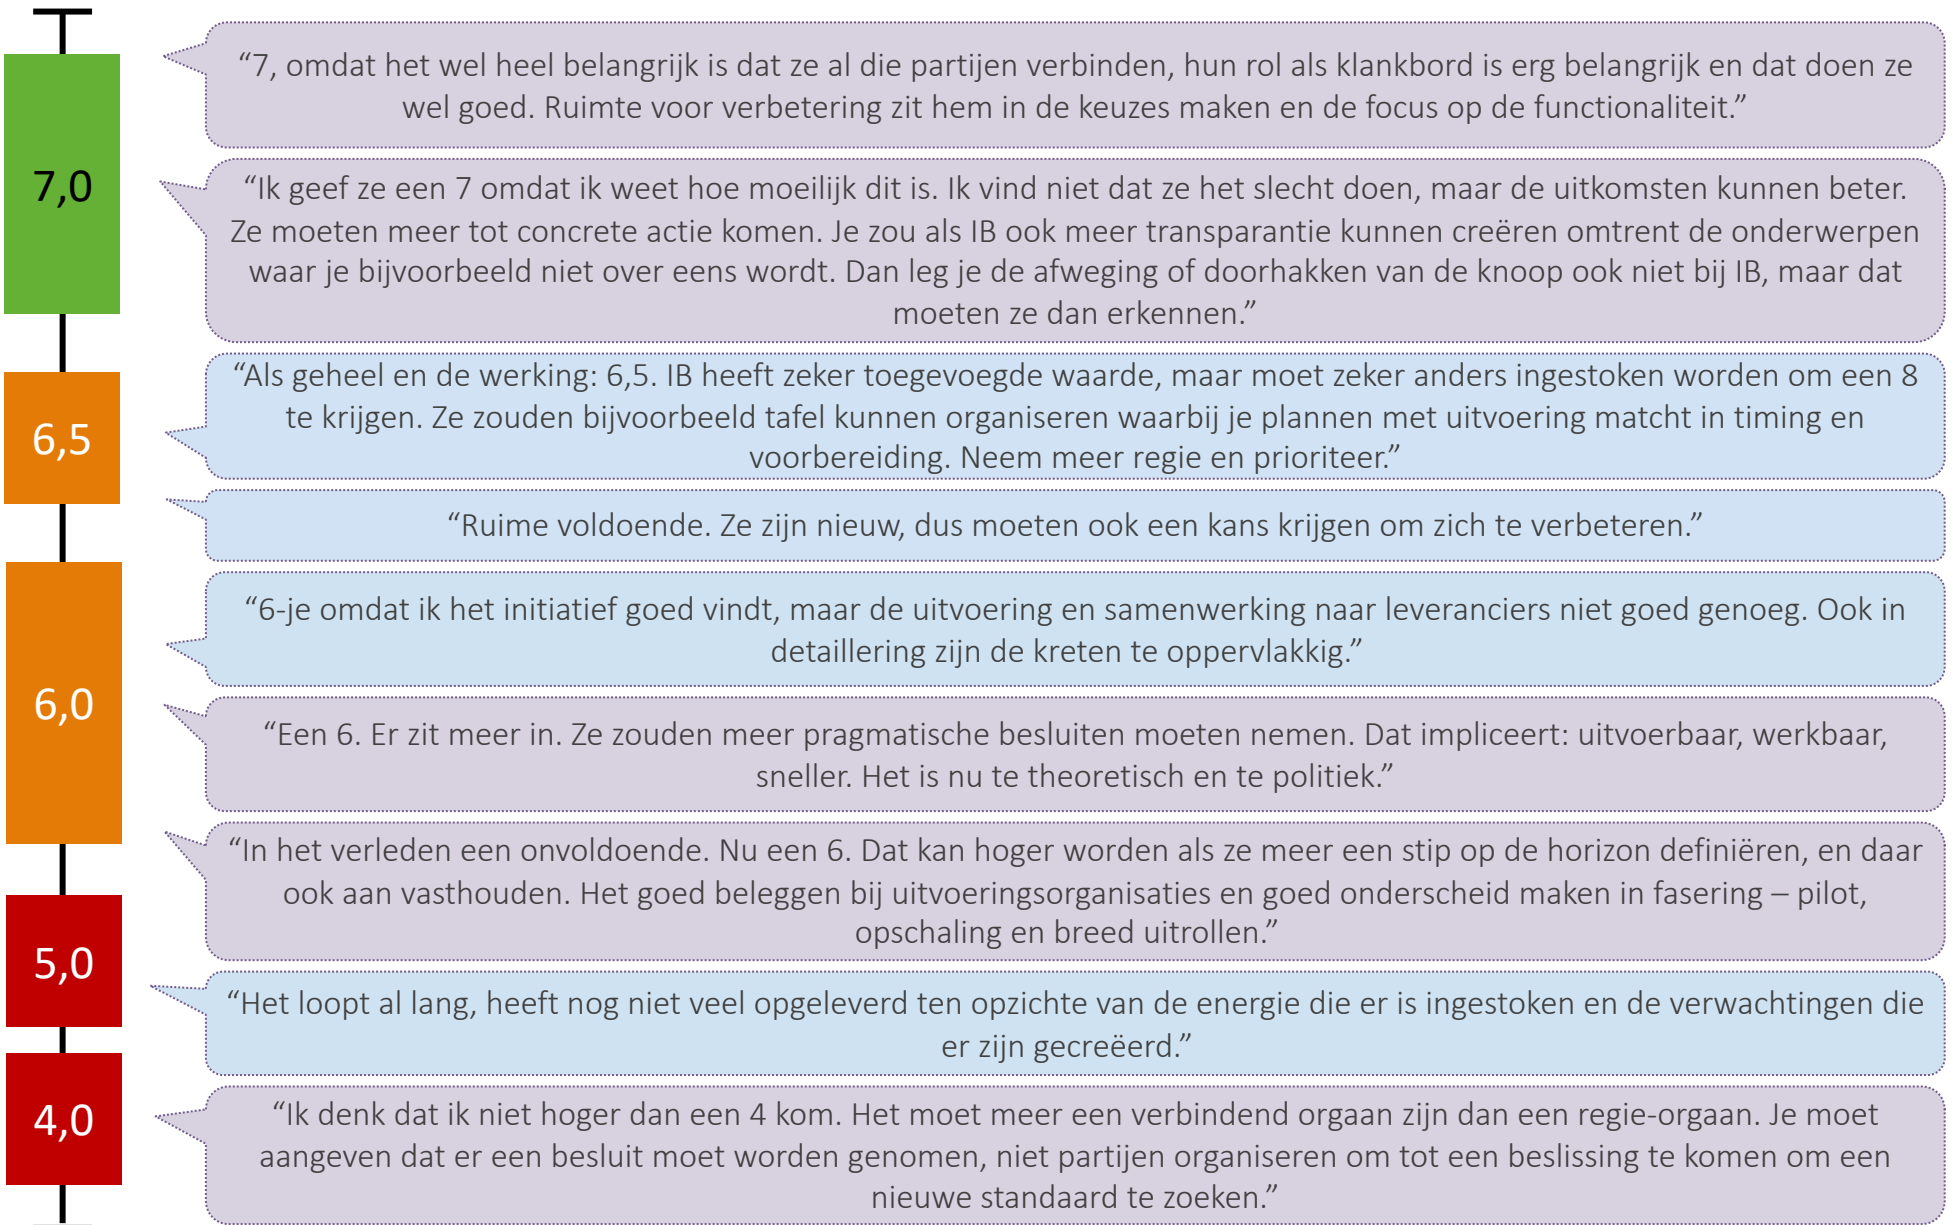 7,0
“7, omdat het wel heel belangrijk is dat ze al die partijen verbinden, hun rol als klankbord is erg belangrijk en dat doen ze
wel goed. Ruimte voor verbetering zit hem in de keuzes maken en de focus op de functionaliteit.”
“Ik geef ze een 7 omdat ik weet hoe moeilijk dit is. Ik vind niet dat ze het slecht doen, maar de uitkomsten kunnen beter.
Ze moeten meer tot concrete actie komen. Je zou als IB ook meer transparantie kunnen creëren omtrent de onderwerpen
waar je bijvoorbeeld niet over eens wordt. Dan leg je de afweging of doorhakken van de knoop ook niet bij IB, maar dat
moeten ze dan erkennen.”
6,5
“Als geheel en de werking: 6,5. IB heeft zeker toegevoegde waarde, maar moet zeker anders ingestoken worden om een 8
te krijgen. Ze zouden bijvoorbeeld tafel kunnen organiseren waarbij je plannen met uitvoering matcht in timing en
voorbereiding. Neem meer regie en prioriteer.”
“Ruime voldoende. Ze zijn nieuw, dus moeten ook een kans krijgen om zich te verbeteren.”
6,0
“6-je omdat ik het initiatief goed vindt, maar de uitvoering en samenwerking naar leveranciers niet goed genoeg. Ook in
detaillering zijn de kreten te oppervlakkig.”
“Een 6. Er zit meer in. Ze zouden meer pragmatische besluiten moeten nemen. Dat impliceert: uitvoerbaar, werkbaar,
sneller. Het is nu te theoretisch en te politiek.”
“In het verleden een onvoldoende. Nu een 6. Dat kan hoger worden als ze meer een stip op de horizon definiëren, en daar
ook aan vasthouden. Het goed beleggen bij uitvoeringsorganisaties en goed onderscheid maken in fasering – pilot,
opschaling en breed uitrollen.”
5,0
“Het loopt al lang, heeft nog niet veel opgeleverd ten opzichte van de energie die er is ingestoken en de verwachtingen die
er zijn gecreëerd.”
4,0
“Ik denk dat ik niet hoger dan een 4 kom. Het moet meer een verbindend orgaan zijn dan een regie-orgaan. Je moet
aangeven dat er een besluit moet worden genomen, niet partijen organiseren om tot een beslissing te komen om een
nieuwe standaard te zoeken.”